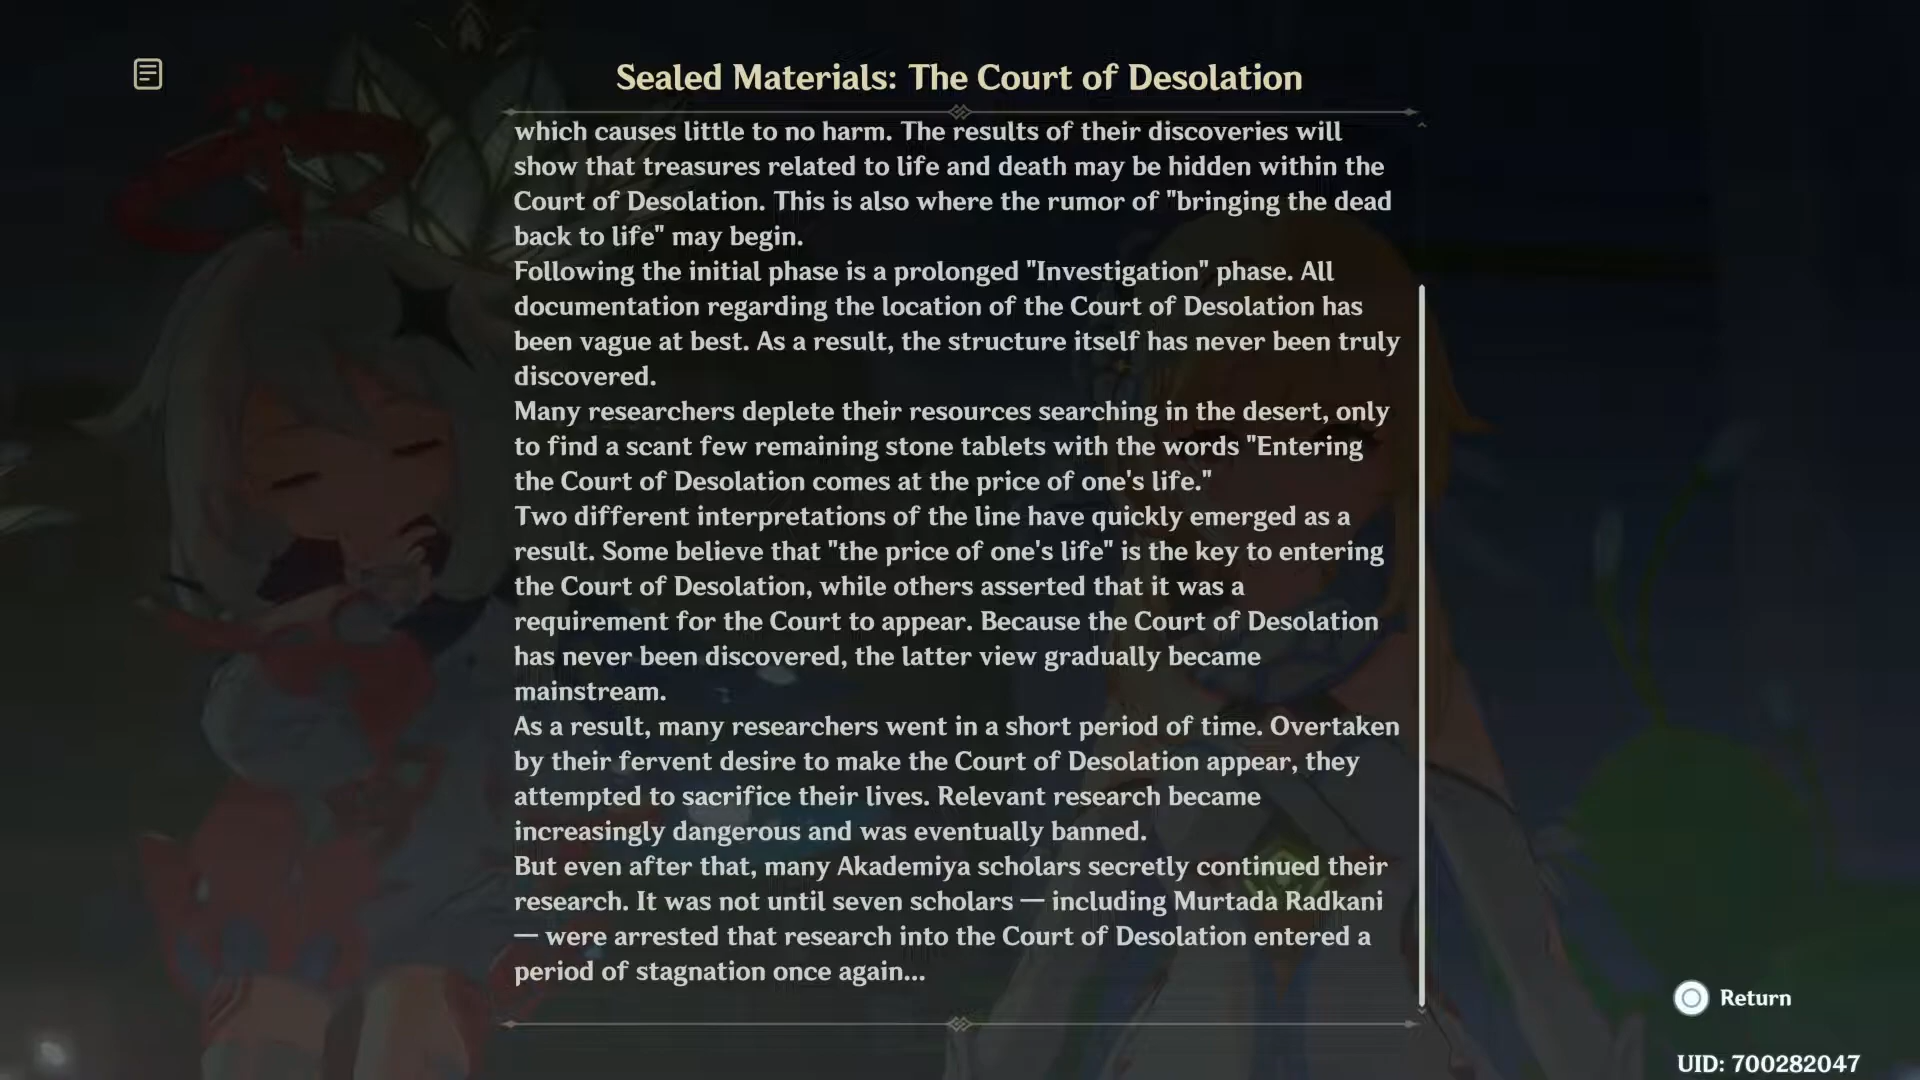 Sealed Materials: The Court of Desolation
which causes little to no harm. The results of their discoveries will
show that treasures related to life and death may be hidden within the
Court of Desolation. This is also where the rumor of "bringing the dead
back to life" may begin.
Following the initial phase is a prolonged "Investigation" phase. All
documentation regarding the location of the Court of Desolation has
been vague at best. As a result, the structure itself has never been truly
discovered.
Many researchers deplete their resources searching in the desert, only
to find a scant few remaining stone tablets with the words "Entering
the Court of Desolation comes at the price of one's life."
Two different interpretations of the line have quickly emerged as a
result. Some believe that "the price of one's life" is the key to entering
the Court of Desolation, while others asserted that it was a
requirement for the Court to appear. Because the Court of Desolation
has never been discovered, the latter view gradually became
mainstream.
As a result, many researchers went in a short period of time. Overtaken
by their fervent desire to make the Court of Desolation appear, they
attempted to sacrifice their lives. Relevant research became
increasingly dangerous and was eventually banned.
But even after that, many Akademiya scholars secretly continued their
research. It was not until seven scholars — including Murtada Radkani
— were arrested that research into the Court of Desolation entered a
period of stagnation once again...
Return
UID: 700282047